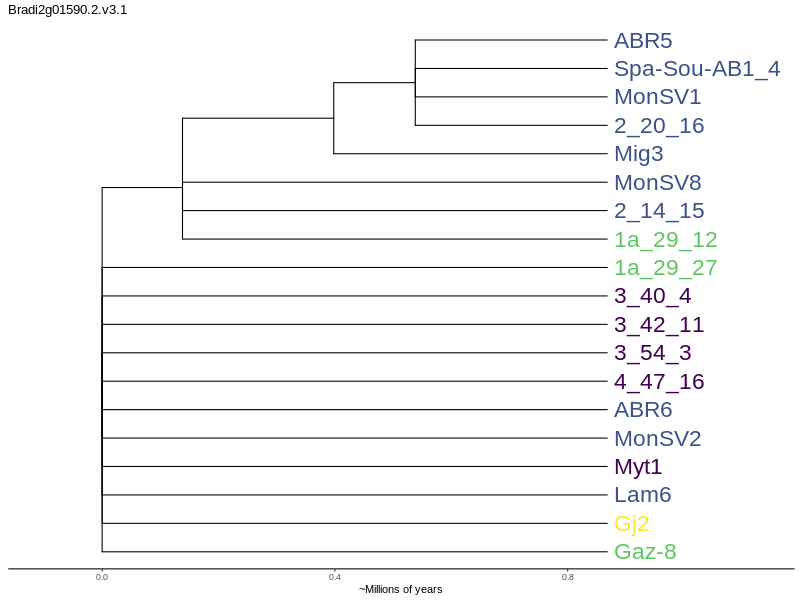 Bradi2g01590.2.v3.1
ABR5
Spa-Sou-AB1_4
MonSV1
2_20_16
Mig3
MonSV8
2_14_15
1a_29_12
1a_29_27
3_40_4
3_42_11
3_54_3
4_47_16
ABR6
MonSV2
Myt1
Lam6
Gj2
Gaz-8
0.0 0.4 0.8
~Millions of years